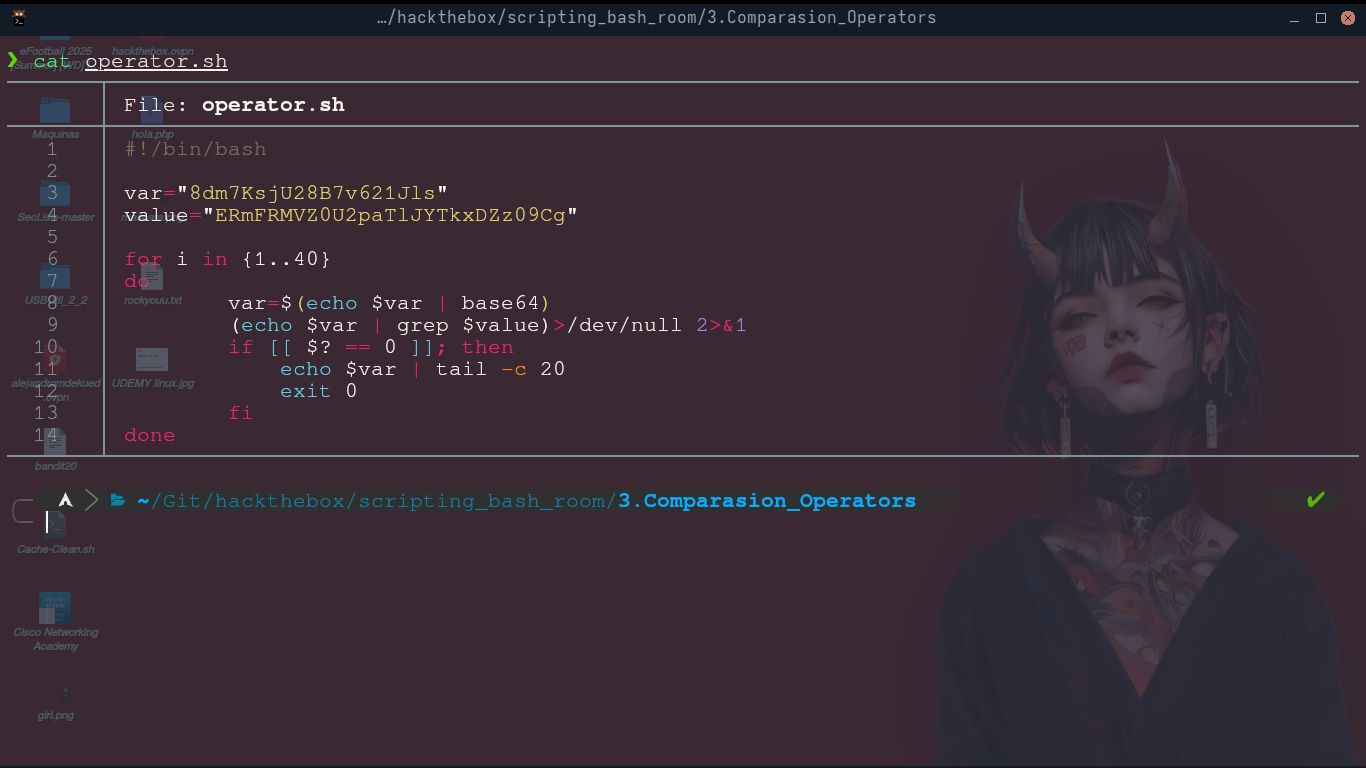 …/hackthebox/scripting_bash_room/3.Comparasion_Operators
eFootball 2025
hackthebox.ovpn
❯ cat operator.sh
File: operator.sh
Maquinas
hola.php
1 #!/bin/bash
2
3 var="8dm7KsjU28B7v621Jls"
4 value="ERmFRMVZ0U2paTlJYTkxDZz09Cg"
SecLists-master
5
6 for i in {1..40}
7 do
rockyouu.txt
8 var=$(echo $var | base64)
9 (echo $var | grep $value)>/dev/null 2>&1
10 if [[ $? == 0 ]]; then
11 echo $var | tail -c 20
UDEMY linux.jpg
12 exit 0
.ovpn
13 fi
14 done
bandit20
~/Git/hackthebox/scripting_bash_room/3.Comparasion_Operators ✔
Cache-Clean.sh
Cisco Networking
Academy
girl.png